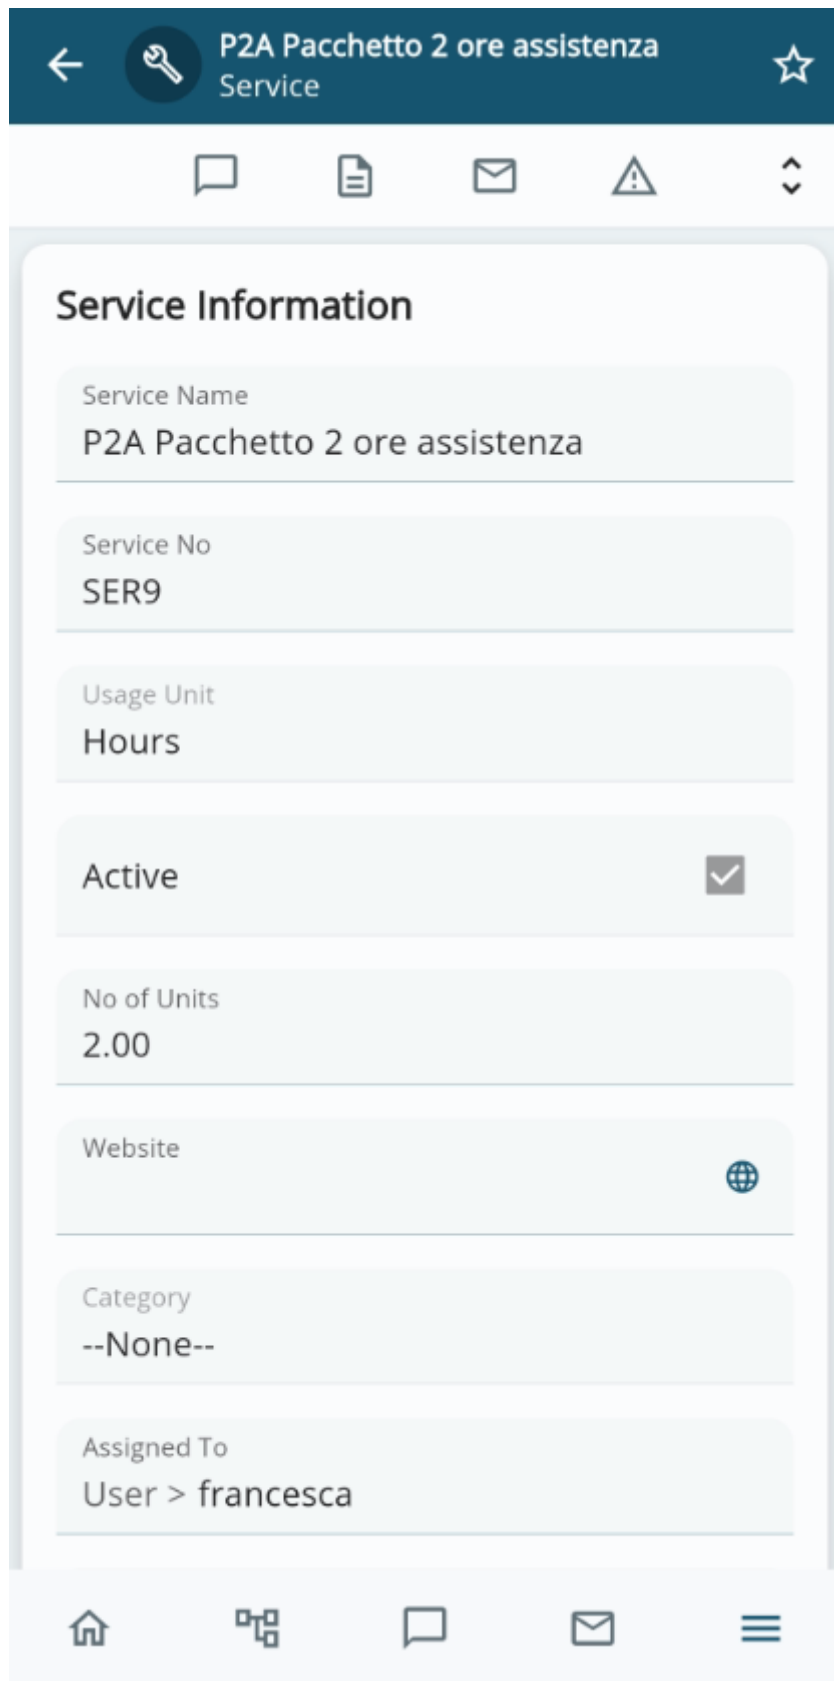 P2A Pacchetto 2 ore assistenza
Service
Service Information
Service Name
P2A Pacchetto 2 ore assistenza
Service No
SER9
Usage Unit
Hours
Active
No of Units
2.00
Website
Category
--None--
Assigned To
User > francesca